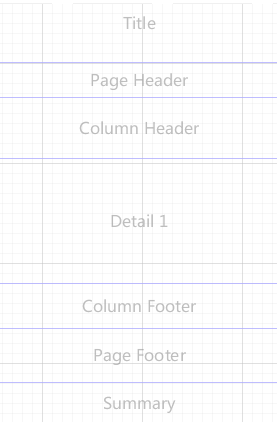 Title
Page Header
Column Header
Detail 1
Column Footer
Page Footer
Summary